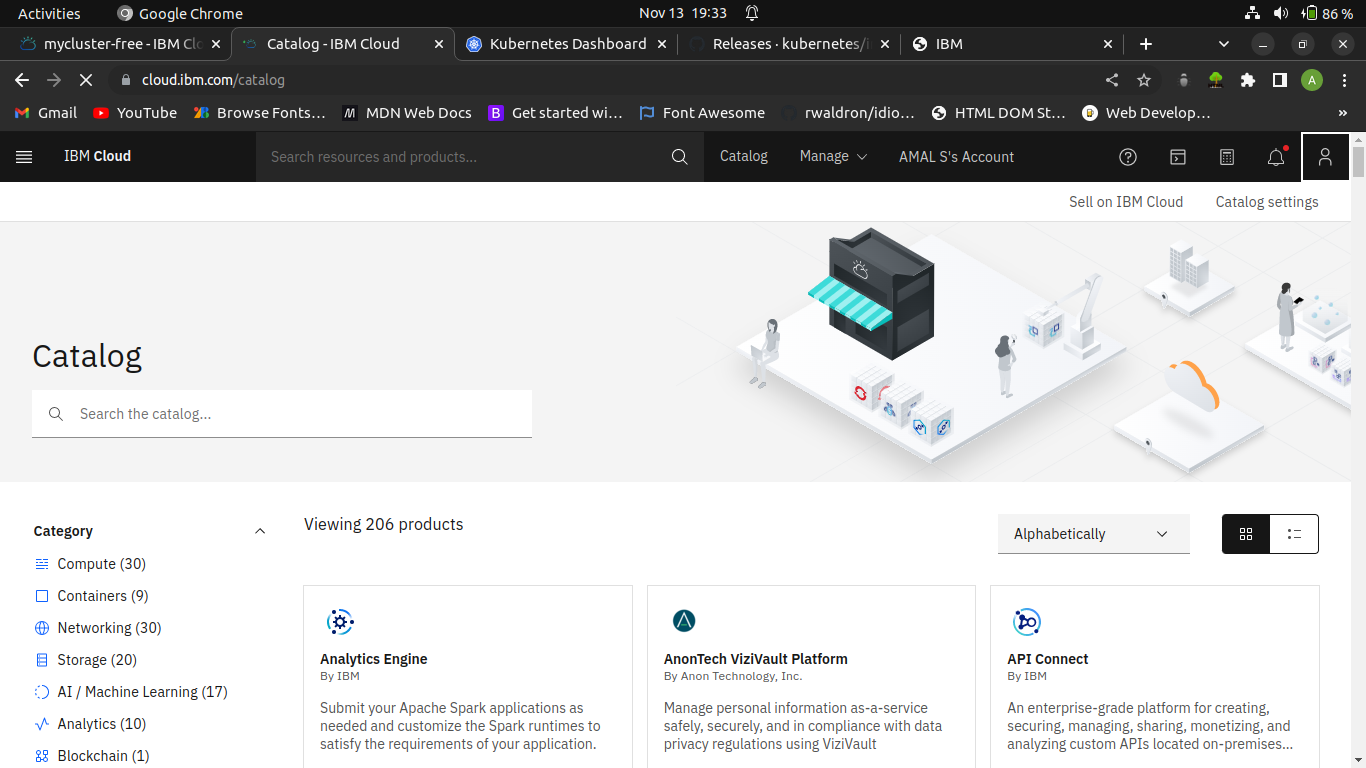 Activities Google Chrome Nov 13 19:33 86 %
mycluster-free - IBM Clo Catalog - IBM Cloud Kubernetes Dashboard Releases · kubernetes/i IBM
cloud.ibm.com/catalog A
Gmail YouTube Browse Fonts... MDN Web Docs Get started wi... Font Awesome rwaldron/idio... HTML DOM St... Web Develop... »
IBM Cloud Search resources and products... Catalog Manage AMAL S's Account
Sell on IBM Cloud Catalog settings
Catalog
Search the catalog...
Category
Compute (30)
Containers (9)
Networking (30)
Storage (20)
AI / Machine Learning (17)
Analytics (10)
Blockchain (1)
Viewing 206 products
Alphabetically
Analytics Engine
By IBM
Submit your Apache Spark applications as
needed and customize the Spark runtimes to
satisfy the requirements of your application.
AnonTech ViziVault Platform
By Anon Technology, Inc.
Manage personal information as-a-service
safely, securely, and in compliance with data
privacy regulations using ViziVault
API Connect
By IBM
An enterprise-grade platform for creating,
securing, managing, sharing, monetizing, and
analyzing custom APIs located on-premises...